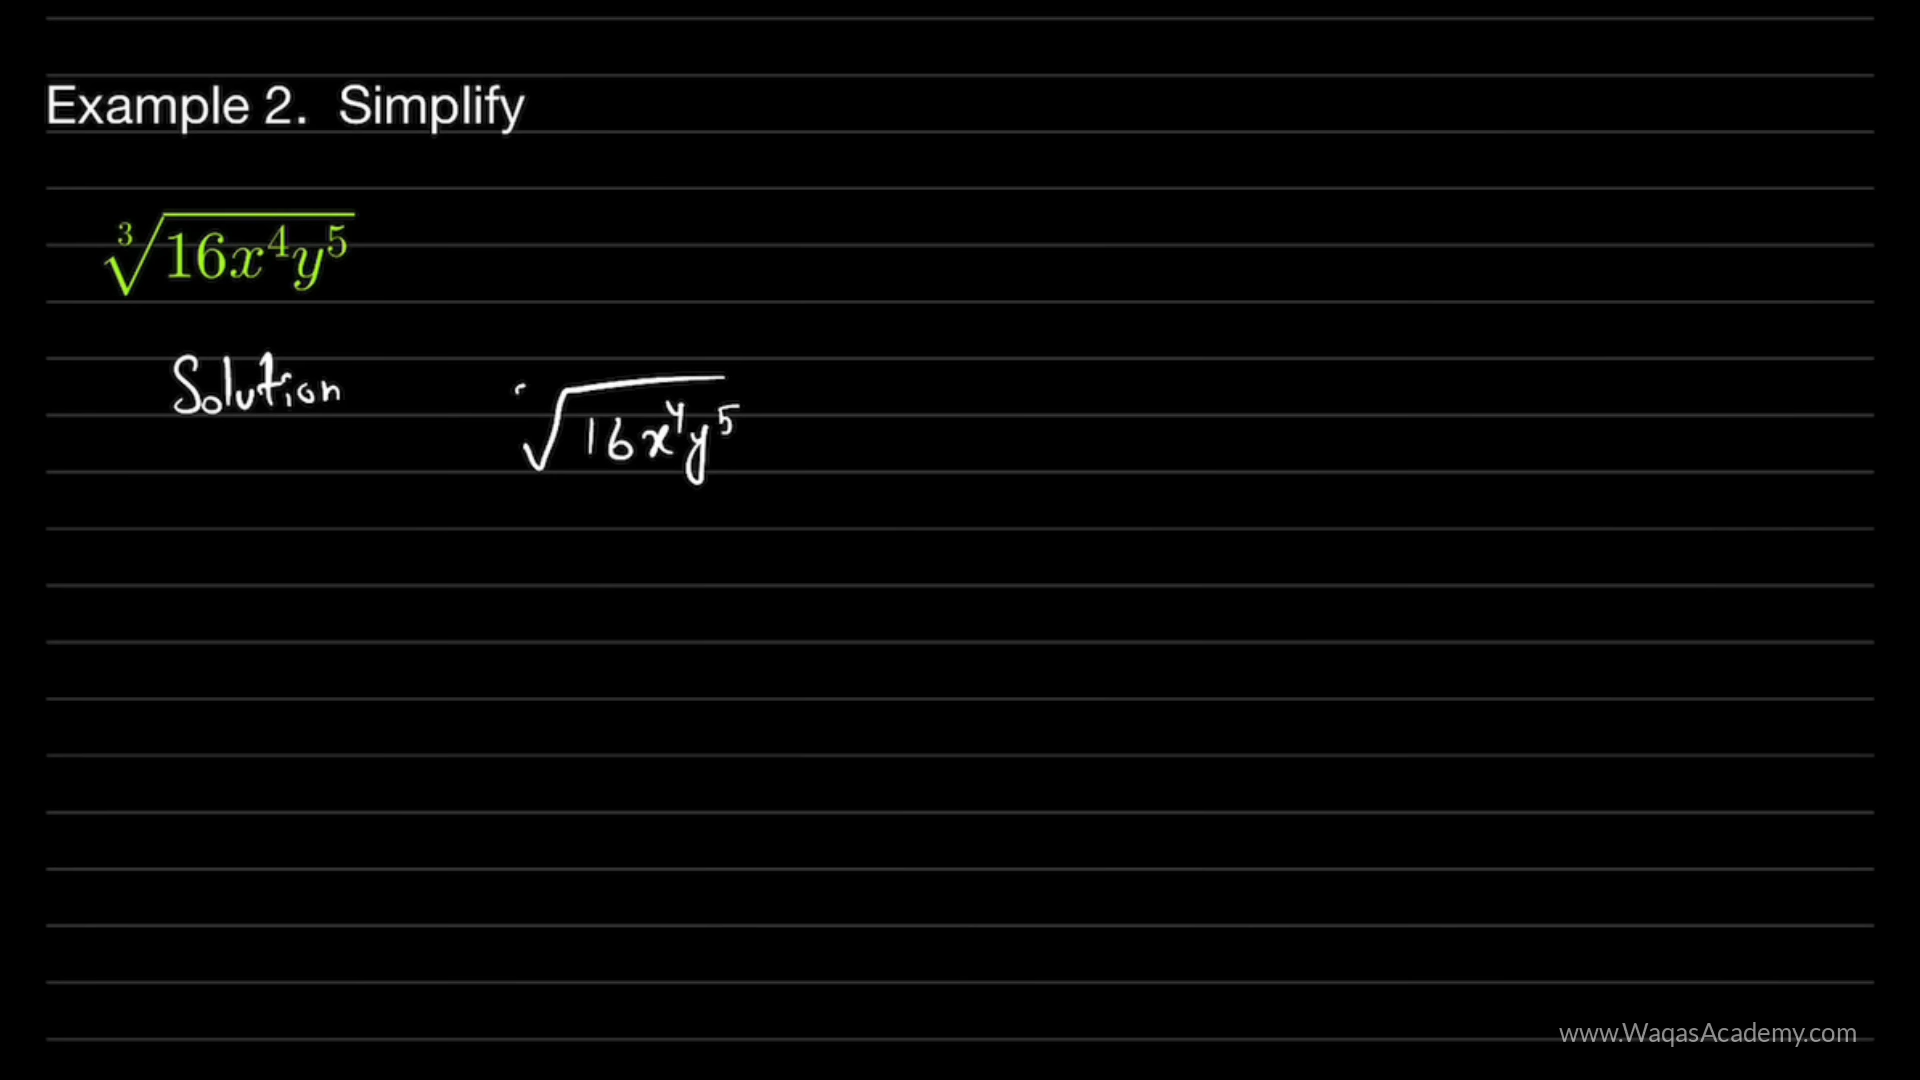 Example 2. Simplify
∛(16x⁴y⁵)
Solution √(16x⁴y⁵)
www.WaqasAcademy.com